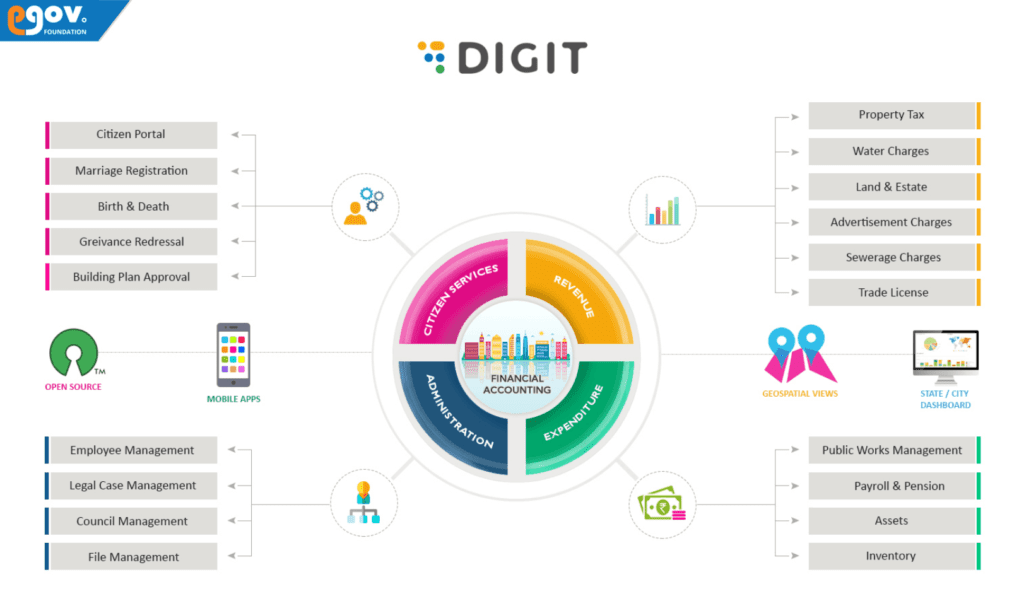 egov.
FOUNDATION
DIGIT
Citizen Portal
Marriage Registration
Birth & Death
Greivance Redressal
Building Plan Approval
Property Tax
Water Charges
Land & Estate
Advertisement Charges
Sewerage Charges
Trade License
CITIZEN SERVICES
REVENUE
FINANCIAL
ACCOUNTING
ADMINISTRATION
EXPENDITURE
TM
OPEN SOURCE
MOBILE APPS
GEOSPATIAL VIEWS
STATE / CITY
DASHBOARD
Employee Management
Legal Case Management
Council Management
File Management
₹
Public Works Management
Payroll & Pension
Assets
Inventory